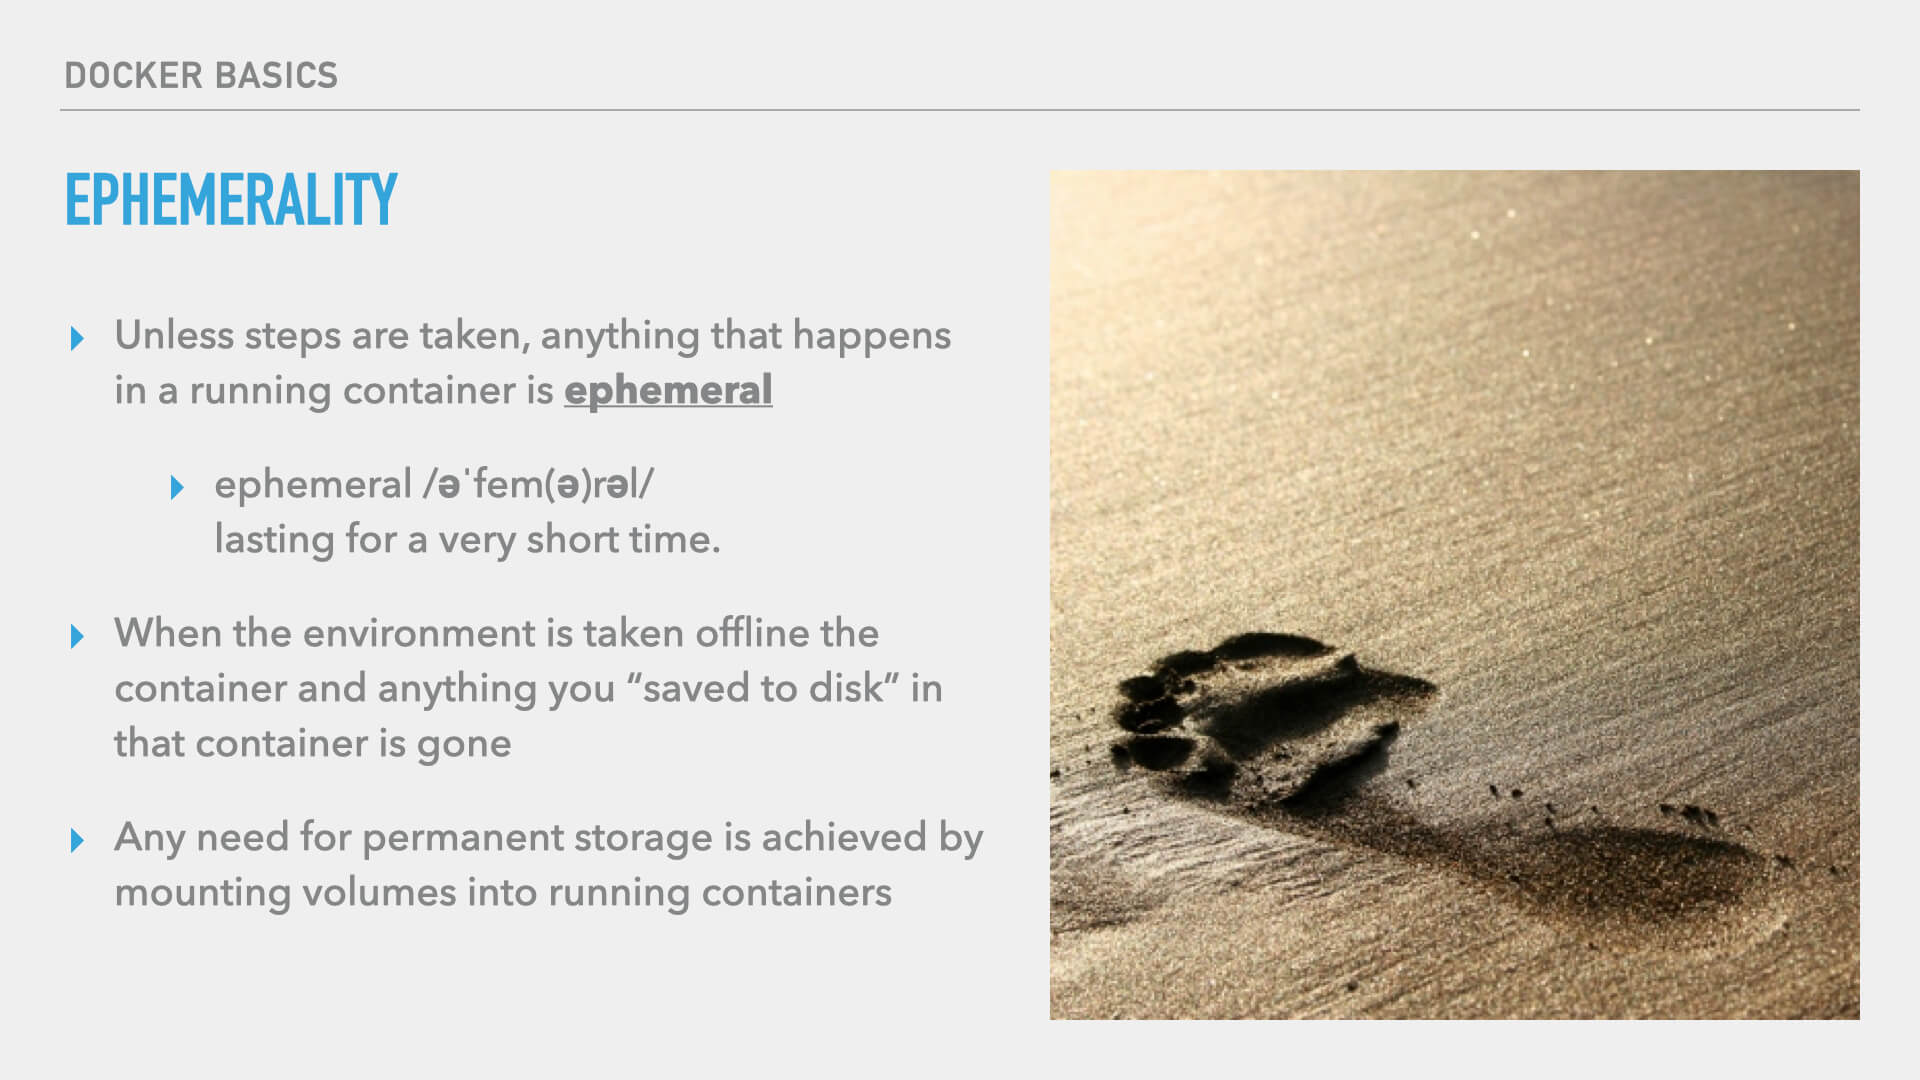 DOCKER BASICS
EPHEMERALITY
Unless steps are taken, anything that happens
in a running container is ephemeral
ephemeral /əˈfem(ə)rəl/
lasting for a very short time.
When the environment is taken offline the
container and anything you “saved to disk” in
that container is gone
Any need for permanent storage is achieved by
mounting volumes into running containers